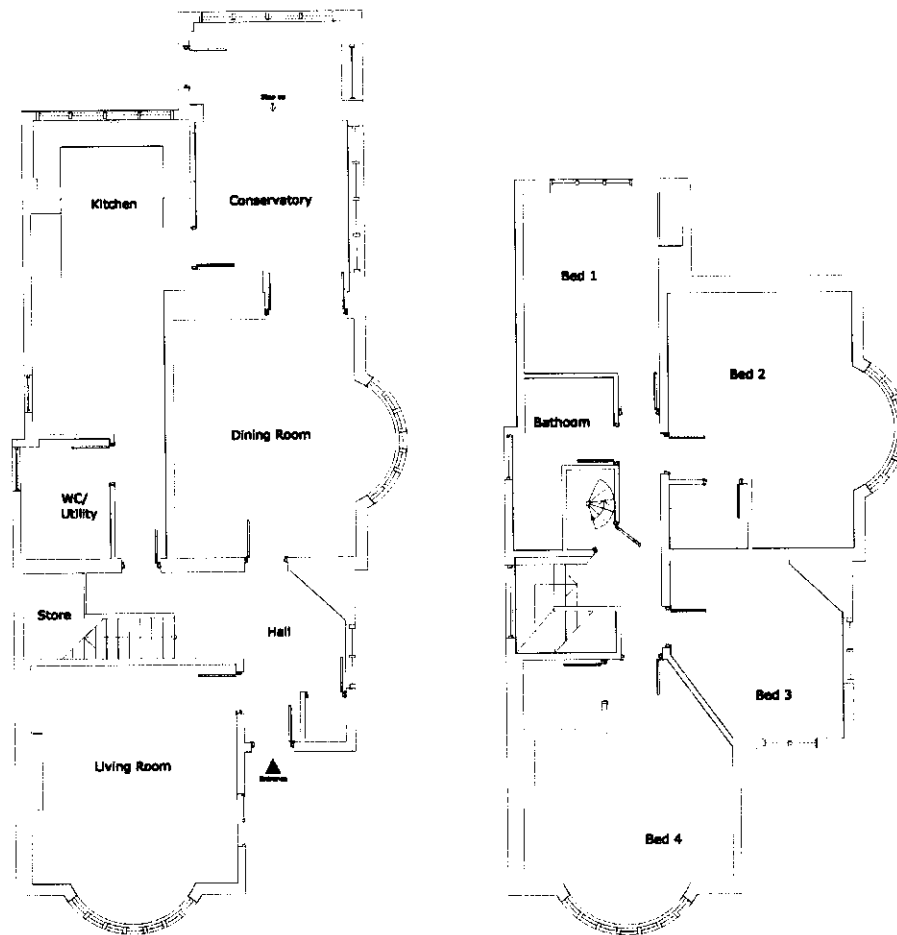 Kitchen
Conservatory
Dining Room
WC/
Utility
Store
Hall
Living Room
Entrance
Bed 1
Bed 2
Bathoom
Bed 3
Bed 4